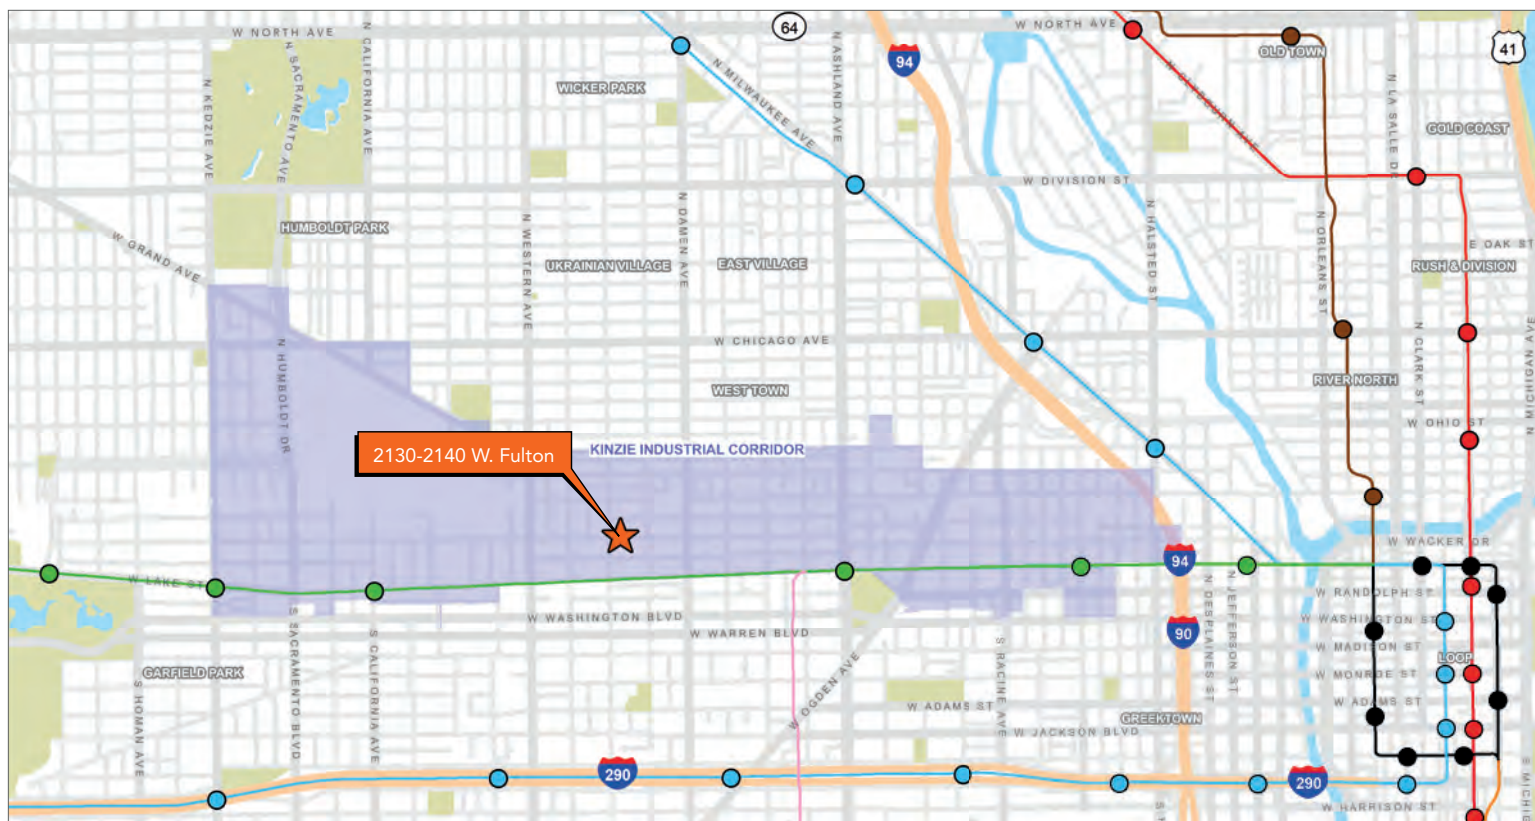 W NORTH AVE
64
W NORTH AVE
41
OLD TOWN
94
N SACRAMENTO AVE
N CALIFORNIA AVE
N KEDZIE AVE
WICKER PARK
N MILWAUKEE AVE
N ASHLAND AVE
N CLYBOURN AVE
N LA SALLE DR
GOLD COAST
W DIVISION ST
HUMBOLDT PARK
W GRAND AVE
N WESTERN AVE
N DAMEN AVE
UKRAINIAN VILLAGE
EAST VILLAGE
N HALSTED ST
N ORLEANS ST
E OAK ST
RUSH & DIVISION
W CHICAGO AVE
N HUMBOLDT DR
WEST TOWN
RIVER NORTH
N CLARK ST
N MICHIGAN AVE
W OHIO ST
2130-2140 W. Fulton
KINZIE INDUSTRIAL CORRIDOR
W WACKER DR
94
W LAKE ST
W WASHINGTON BLVD
W WARREN BLVD
90
N DESPLAINES ST
N JEFFERSON ST
W RANDOLPH ST
W WASHINGTON ST
W MADISON ST
LOOP
W MONROE ST
W ADAMS ST
GARFIELD PARK
S HOMAN AVE
S SACRAMENTO BLVD
S CALIFORNIA AVE
W OGDEN AVE
S RACINE AVE
W ADAMS ST
GREEKTOWN
W JACKSON BLVD
290
290
W HARRISON ST
S MICHIG